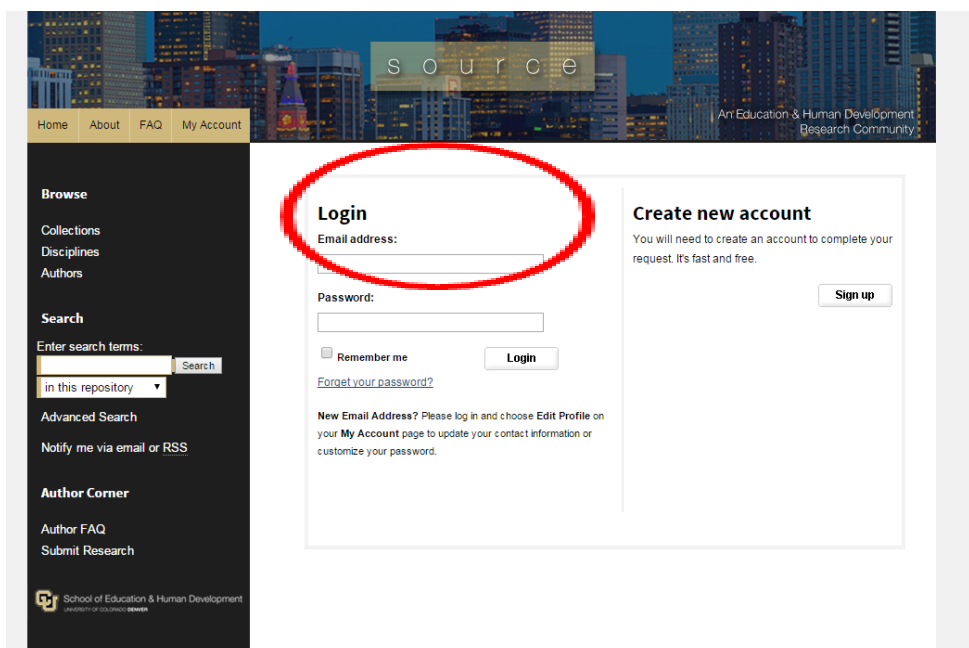 source
An Education & Human Development
Research Community
Home About FAQ My Account
Browse
Collections
Disciplines
Authors
Search
Enter search terms:
Search
in this repository
Advanced Search
Notify me via email or RSS
Author Corner
Author FAQ
Submit Research
School of Education & Human Development
UNIVERSITY OF COLORADO DENVER
Login
Email address:
Password:
Remember me
Login
Forget your password?
New Email Address? Please log in and choose Edit Profile on
your My Account page to update your contact information or
customize your password.
Create new account
You will need to create an account to complete your
request. It's fast and free.
Sign up